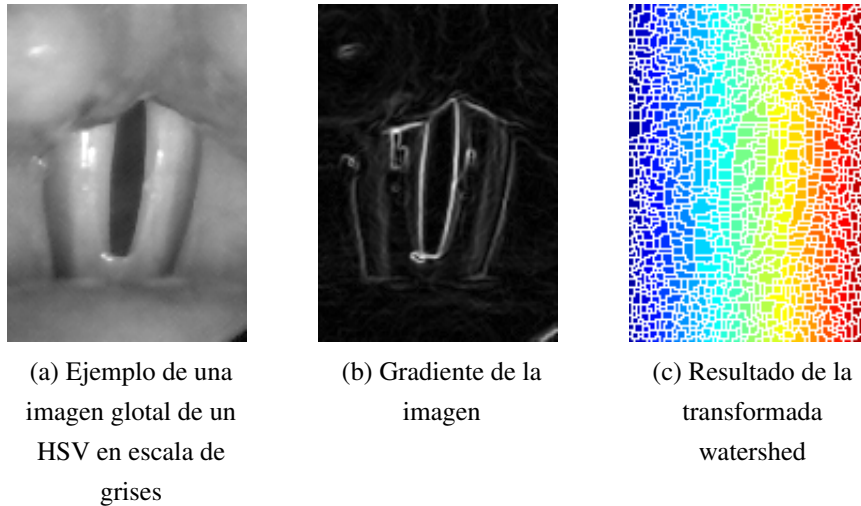 (a) Ejemplo de una
imagen glotal de un
HSV en escala de
grises
(b) Gradiente de la
imagen
(c) Resultado de la
transformada
watershed